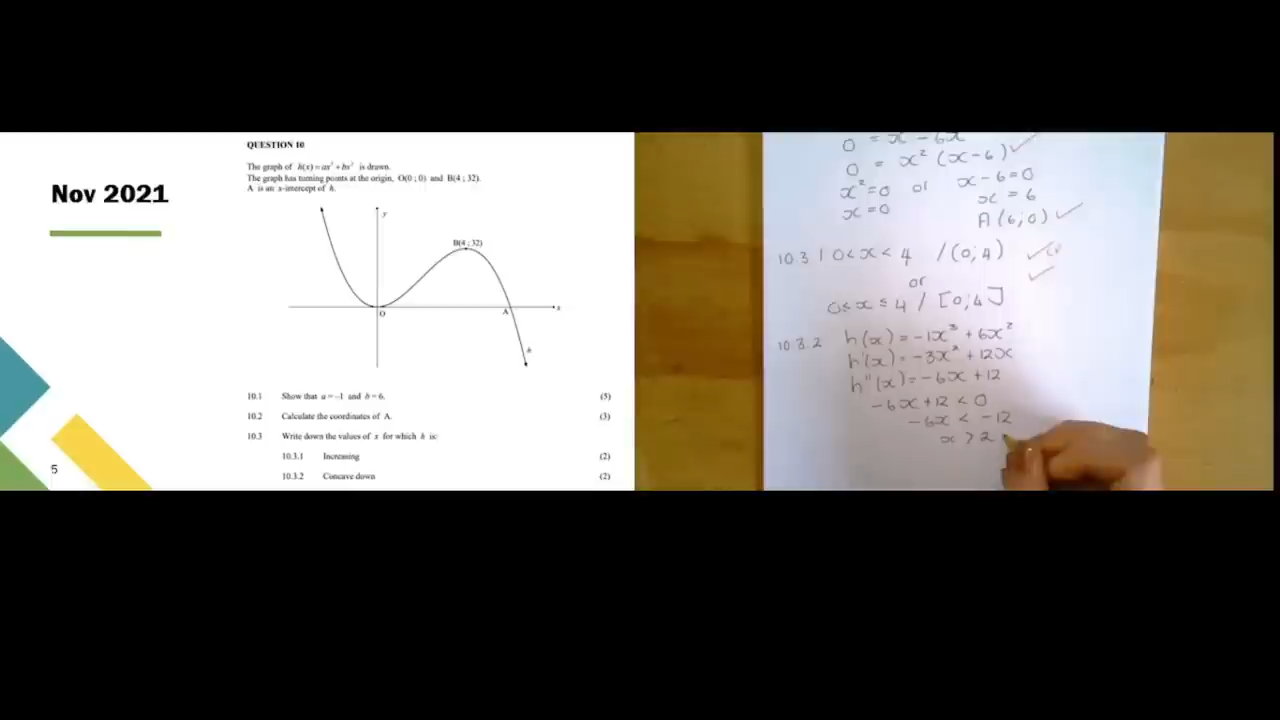 Nov 2021
5
QUESTION 10
The graph of h(x) = ax³ + bx² is drawn.
The graph has turning points at the origin, O(0 ; 0) and B(4 ; 32).
A is an x-intercept of h.
y
B(4 ; 32)
O
A
x
h
10.1 Show that a = −1 and b = 6. (5)
10.2 Calculate the coordinates of A. (3)
10.3 Write down the values of x for which h is:
10.3.1 Increasing (2)
10.3.2 Concave down (2)
0 = x² (x-6) ✓
x²=0 or x-6=0
x=0 x = 6
A (6;0) ✓
10.3.1 0<x<4 /(0;4) ✓
or ✓
0≤x≤4 / [0;4]
10.3.2 h(x) = -1x³ + 6x²
h'(x) = -3x² + 12x
h''(x) = -6x + 12
-6x + 12 < 0
-6x < -12
x > 2